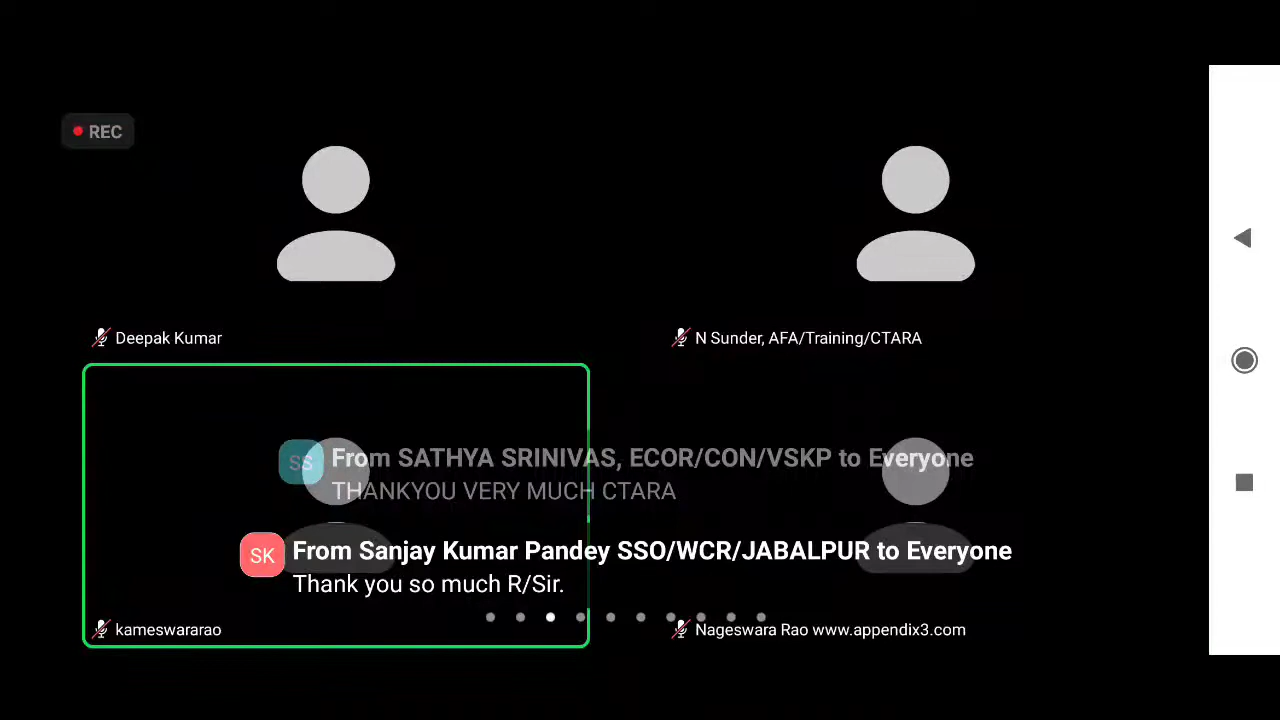 REC
Deepak Kumar
N Sunder, AFA/Training/CTARA
SS
From SATHYA SRINIVAS, ECOR/CON/VSKP to Everyone
THANKYOU VERY MUCH CTARA
SK
From Sanjay Kumar Pandey SSO/WCR/JABALPUR to Everyone
Thank you so much R/Sir.
kameswararao
Nageswara Rao www.appendix3.com